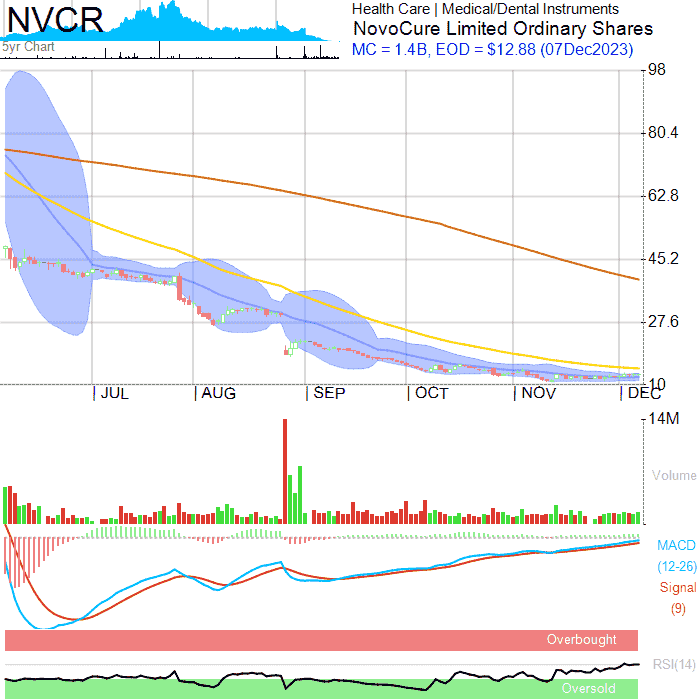 NVCR
5yr Chart
Health Care | Medical/Dental Instruments
NovoCure Limited Ordinary Shares
MC = 1.4B, EOD = $12.88 (07Dec2023)
98
80.4
62.8
45.2
27.6
10
JUL AUG SEP OCT NOV DEC
14M
Volume
MACD
(12-26)
Signal
(9)
Overbought
RSI(14)
Oversold